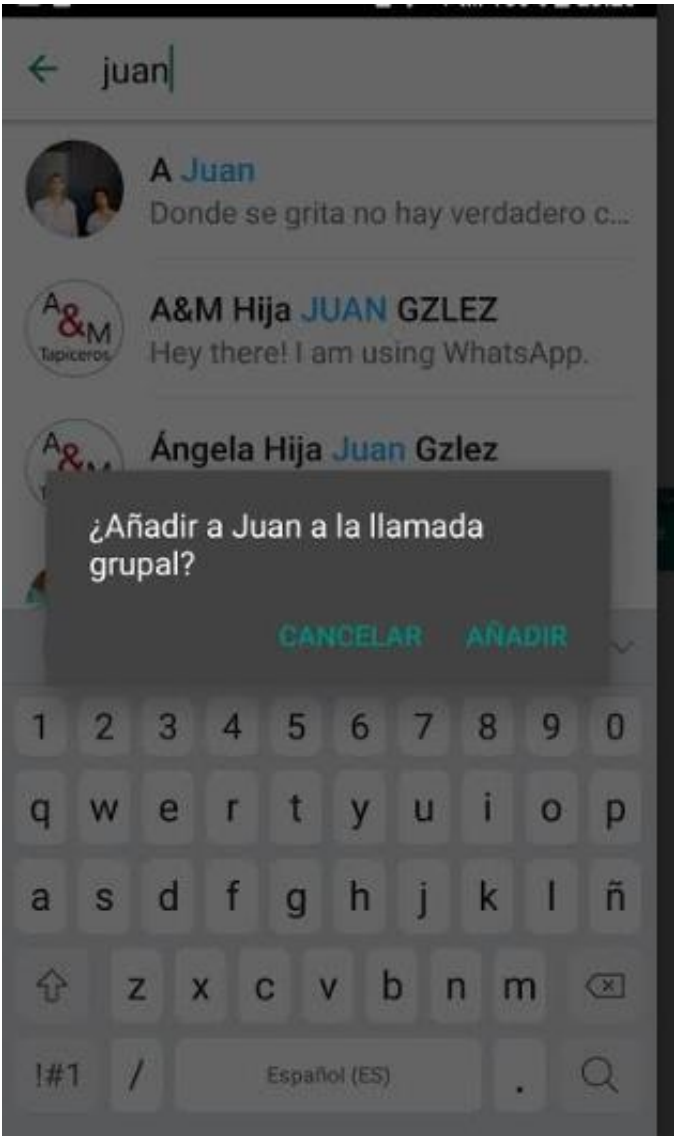 juan
A Juan
Donde se grita no hay verdadero c...
A&M
Tapiceros
A&M Hija JUAN GZLEZ
Hey there! I am using WhatsApp.
Ángela Hija Juan Gzlez
¿Añadir a Juan a la llamada
grupal?
CANCELAR AÑADIR
1 2 3 4 5 6 7 8 9 0
q w e r t y u i o p
a s d f g h j k l ñ
z x c v b n m
!#1 / Español (ES) .